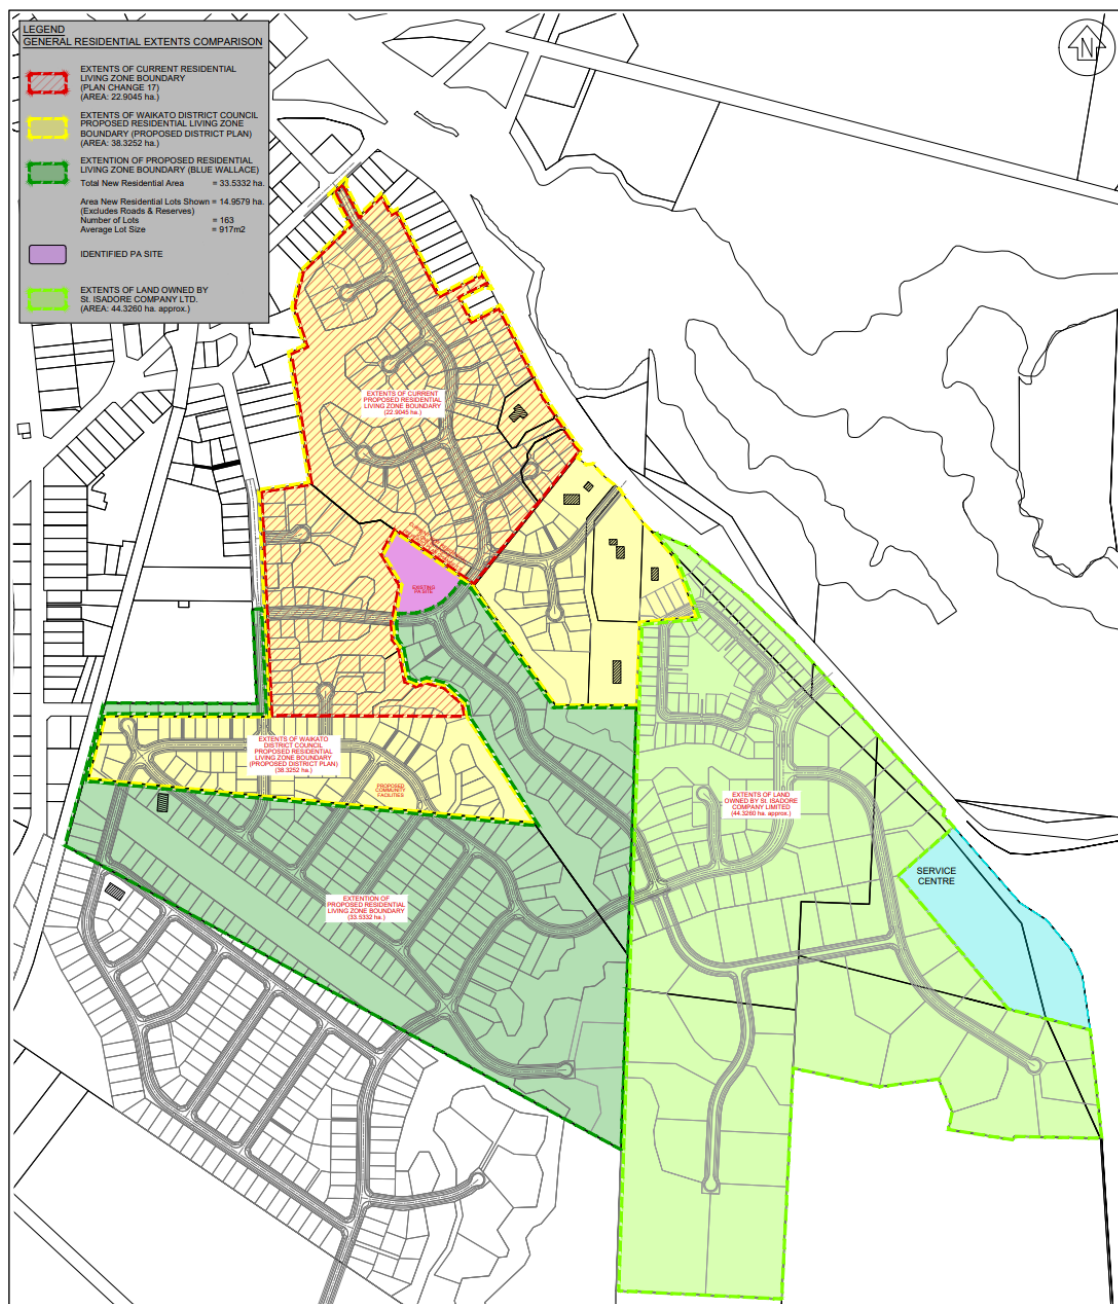 LEGEND
GENERAL RESIDENTIAL EXTENTS COMPARISON
EXTENTS OF CURRENT RESIDENTIAL
LIVING ZONE BOUNDARY
(PLAN CHANGE 17)
(AREA: 22.9045 ha.)
EXTENTS OF WAIKATO DISTRICT COUNCIL
PROPOSED RESIDENTIAL LIVING ZONE
BOUNDARY (PROPOSED DISTRICT PLAN)
(AREA: 38.3252 ha.)
EXTENTION OF PROPOSED RESIDENTIAL
LIVING ZONE BOUNDARY (BLUE WALLACE)
Total New Residential Area = 33.5332 ha.
Area New Residential Lots Shown = 14.9579 ha.
(Excludes Roads & Reserves)
Number of Lots = 163
Average Lot Size = 917m2
IDENTIFIED PA SITE
EXTENTS OF LAND OWNED BY
St. ISADORE COMPANY LTD.
(AREA: 44.3260 ha. approx.)
N
EXTENTS OF CURRENT
PROPOSED RESIDENTIAL
LIVING ZONE BOUNDARY
(22.9045 ha.)
EXISTING
PA SITE
EXTENTS OF WAIKATO
DISTRICT COUNCIL
PROPOSED RESIDENTIAL
LIVING ZONE BOUNDARY
(PROPOSED DISTRICT PLAN)
(38.3252 ha.)
PROPOSED
COMMUNITY
FACILITIES
EXTENTS OF LAND
OWNED BY St. ISADORE
COMPANY LIMITED
(44.3260 ha. approx.)
SERVICE
CENTRE
EXTENTION OF
PROPOSED RESIDENTIAL
LIVING ZONE BOUNDARY
(33.5332 ha.)